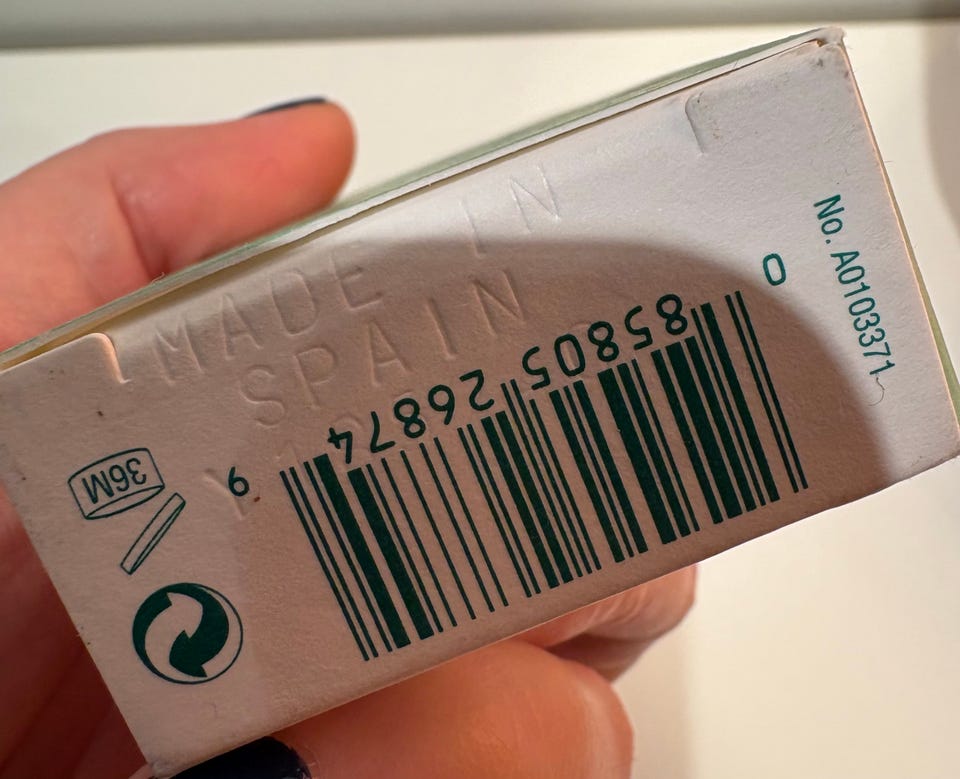 MADE IN
SPAIN
No. A0103371
0 85805 26874 9
36M